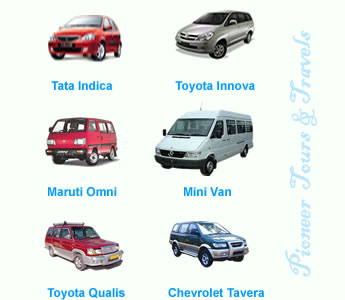 Tata Indica
Toyota Innova
Maruti Omni
Mini Van
Toyota Qualis
Chevrolet Tavera
Pioneer Tours & Travels